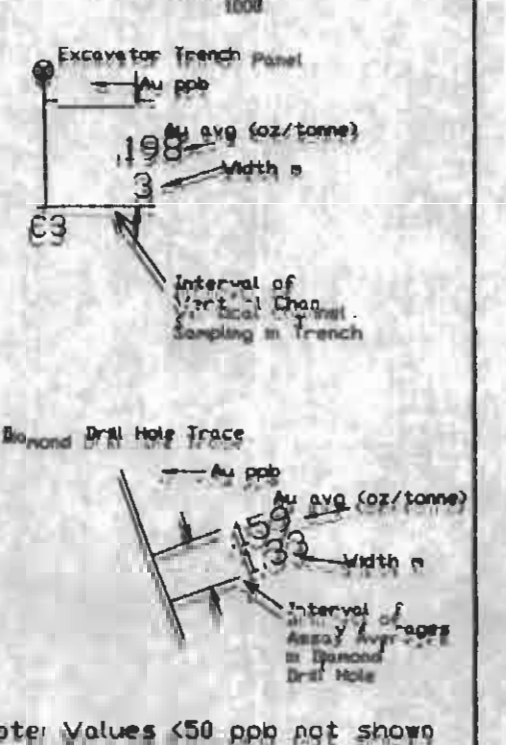 1000
Excavator Trench Panel
Au ppb
Au avg (oz/tonne)
.198
3
Width m
C3
Interval of
Vertical Channel
Sampling in Trench
Diamond Drill Hole Trace
Au ppb
Au avg (oz/tonne)
.159
1.33
Width m
Interval of
Assay Averages
in Diamond
Drill Hole
Note: Values <50 ppb not shown